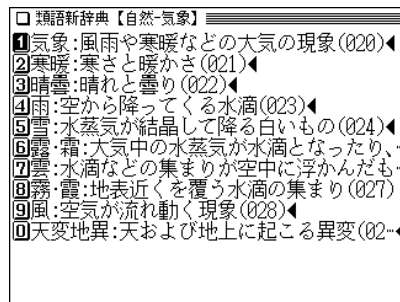 類語新辞典【自然-気象】
1気象:風雨や寒暖などの大気の現象(020)◀
2寒暖:寒さと暖かさ(021)◀
3晴曇:晴れと曇り(022)◀
4雨:空から降ってくる水滴(023)◀
5雪:水蒸気が結晶して降る白いもの(024)◀
6露·霜:大気中の水蒸気が水滴となったり、…
7雲:水滴などの集まりが空中に浮かんだも…
8霧·霞:地表近くを覆う水滴の集まり(027)
9風:空気が流れ動く現象(028)◀
0天変地異:天および地上に起こる異変(02…◀